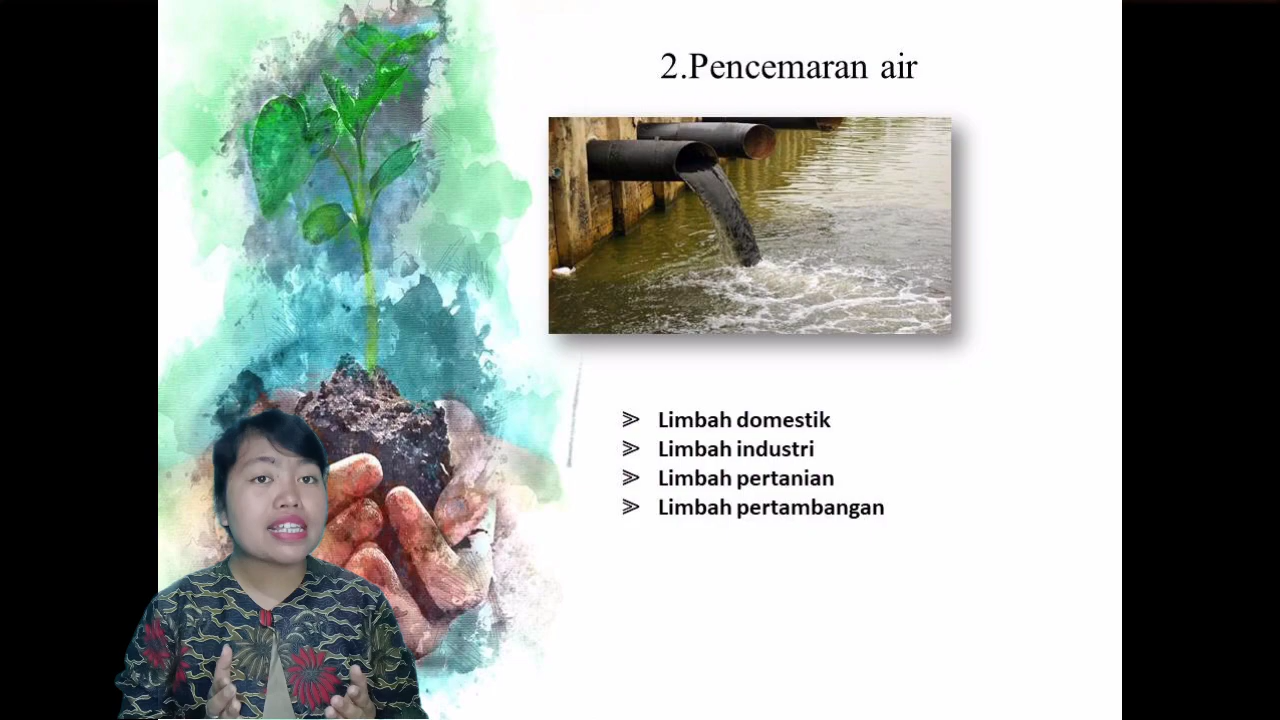 2.Pencemaran air
⪢ Limbah domestik
⪢ Limbah industri
⪢ Limbah pertanian
⪢ Limbah pertambangan